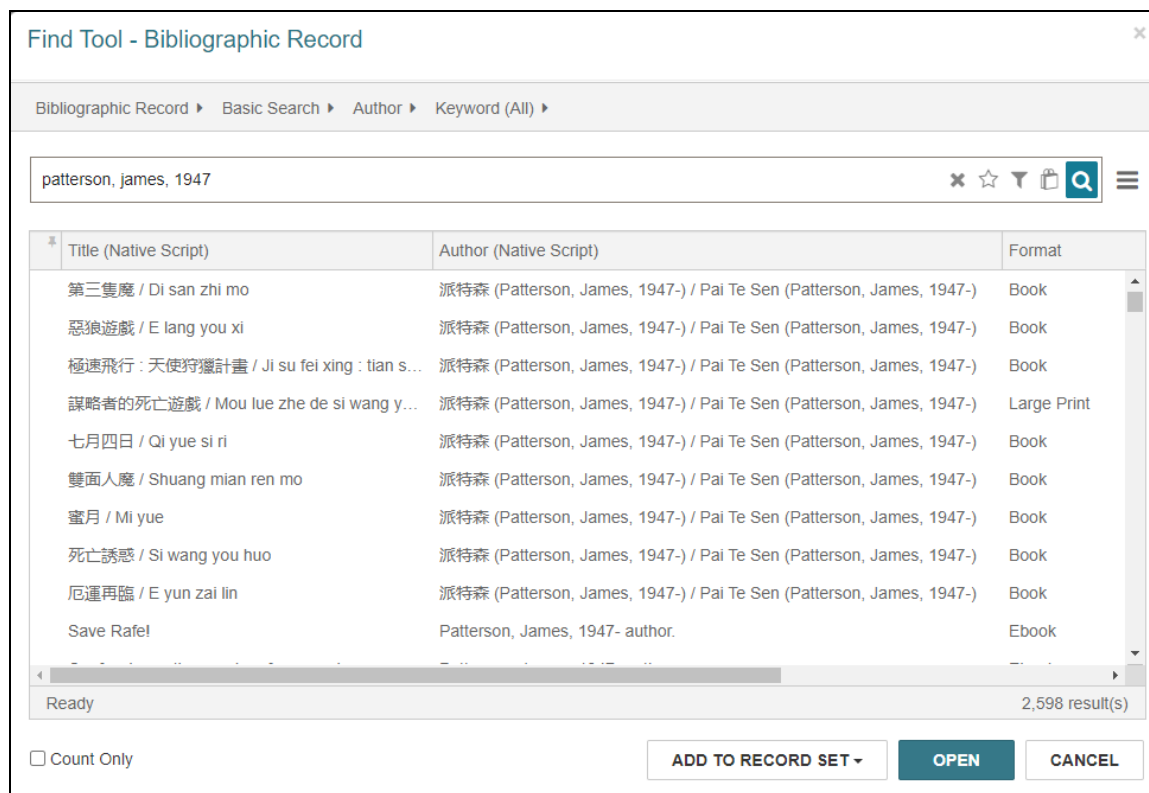 Find Tool - Bibliographic Record
Bibliographic Record Basic Search Author Keyword (All)
patterson, james, 1947
Title (Native Script) Author (Native Script) Format
第三隻魔 / Di san zhi mo 派特森 (Patterson, James, 1947-) / Pai Te Sen (Patterson, James, 1947-) Book
惡狼遊戲 / E lang you xi 派特森 (Patterson, James, 1947-) / Pai Te Sen (Patterson, James, 1947-) Book
極速飛行 : 天使狩獵計畫 / Ji su fei xing : tian s... 派特森 (Patterson, James, 1947-) / Pai Te Sen (Patterson, James, 1947-) Book
謀略者的死亡遊戲 / Mou lue zhe de si wang y... 派特森 (Patterson, James, 1947-) / Pai Te Sen (Patterson, James, 1947-) Large Print
七月四日 / Qi yue si ri 派特森 (Patterson, James, 1947-) / Pai Te Sen (Patterson, James, 1947-) Book
雙面人魔 / Shuang mian ren mo 派特森 (Patterson, James, 1947-) / Pai Te Sen (Patterson, James, 1947-) Book
蜜月 / Mi yue 派特森 (Patterson, James, 1947-) / Pai Te Sen (Patterson, James, 1947-) Book
死亡誘惑 / Si wang you huo 派特森 (Patterson, James, 1947-) / Pai Te Sen (Patterson, James, 1947-) Book
厄運再臨 / E yun zai lin 派特森 (Patterson, James, 1947-) / Pai Te Sen (Patterson, James, 1947-) Book
Save Rafe! Patterson, James, 1947- author. Ebook
Ready 2,598 result(s)
Count Only ADD TO RECORD SET OPEN CANCEL